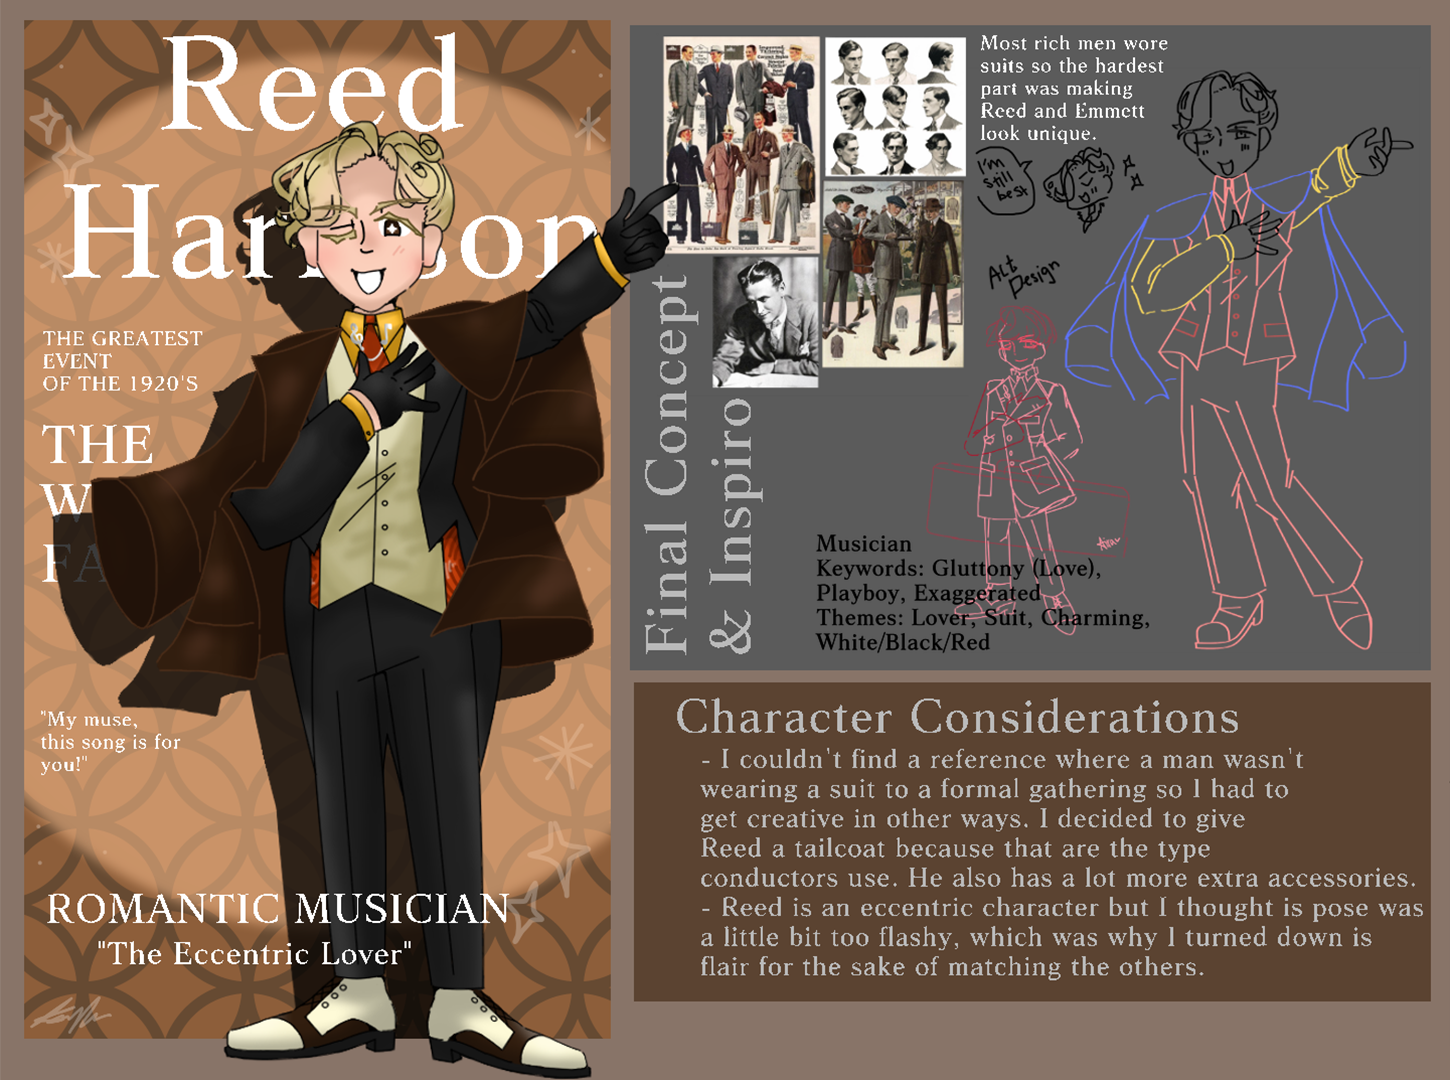 Reed
Har son
THE GREATEST
EVENT
OF THE 1920'S
THE
W
FA
"My muse,
this song is for
you!"
ROMANTIC MUSICIAN
"The Eccentric Lover"
Final Concept
& Inspiro
Most rich men wore
suits so the hardest
part was making
Reed and Emmett
look unique.
I'm
still
best
Alt
Design
Musician
Keywords: Gluttony (Love),
Playboy, Exaggerated
Themes: Lover, Suit, Charming,
White/Black/Red
Character Considerations
- I couldn't find a reference where a man wasn't
wearing a suit to a formal gathering so I had to
get creative in other ways. I decided to give
Reed a tailcoat because that are the type
conductors use. He also has a lot more extra accessories.
- Reed is an eccentric character but I thought is pose was
a little bit too flashy, which was why I turned down is
flair for the sake of matching the others.